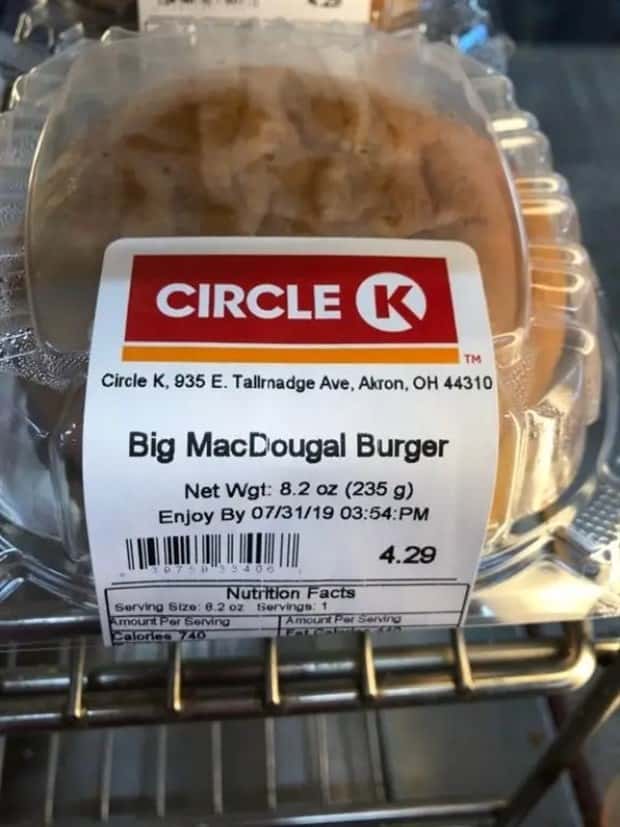 CIRCLE K
TM
Circle K, 935 E. Tallmadge Ave, Akron, OH 44310
Big MacDougal Burger
Net Wgt: 8.2 oz (235 g)
Enjoy By 07/31/19 03:54:PM
4.29
Nutrition Facts
Serving Size: 8.2 oz Servings: 1
Amount Per Serving Amount Per Serving
Calories 740